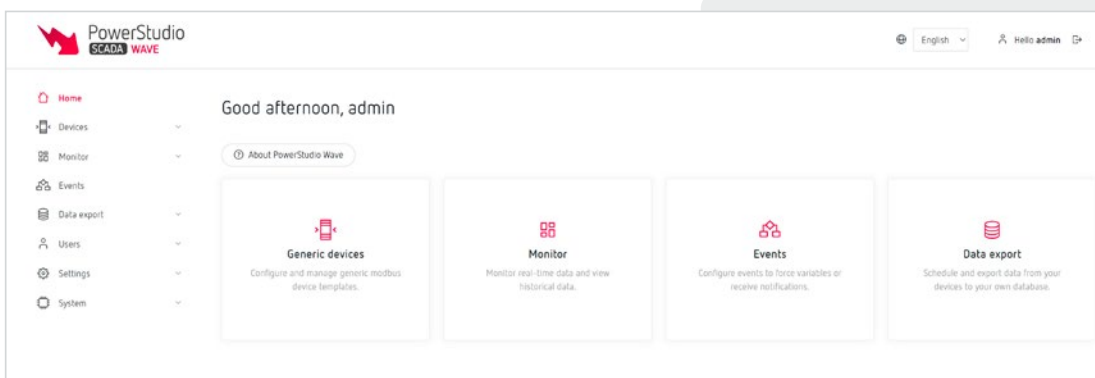 PowerStudio
SCADA WAVE
English
Hello admin
Home
Devices
Monitor
Events
Data export
Users
Settings
System
Good afternoon, admin
About PowerStudio Wave
Generic devices
Configure and manage generic modbus
device templates.
Monitor
Monitor real-time data and view
historical data.
Events
Configure events to force variables or
receive notifications.
Data export
Schedule and export data from your
devices to your own database.